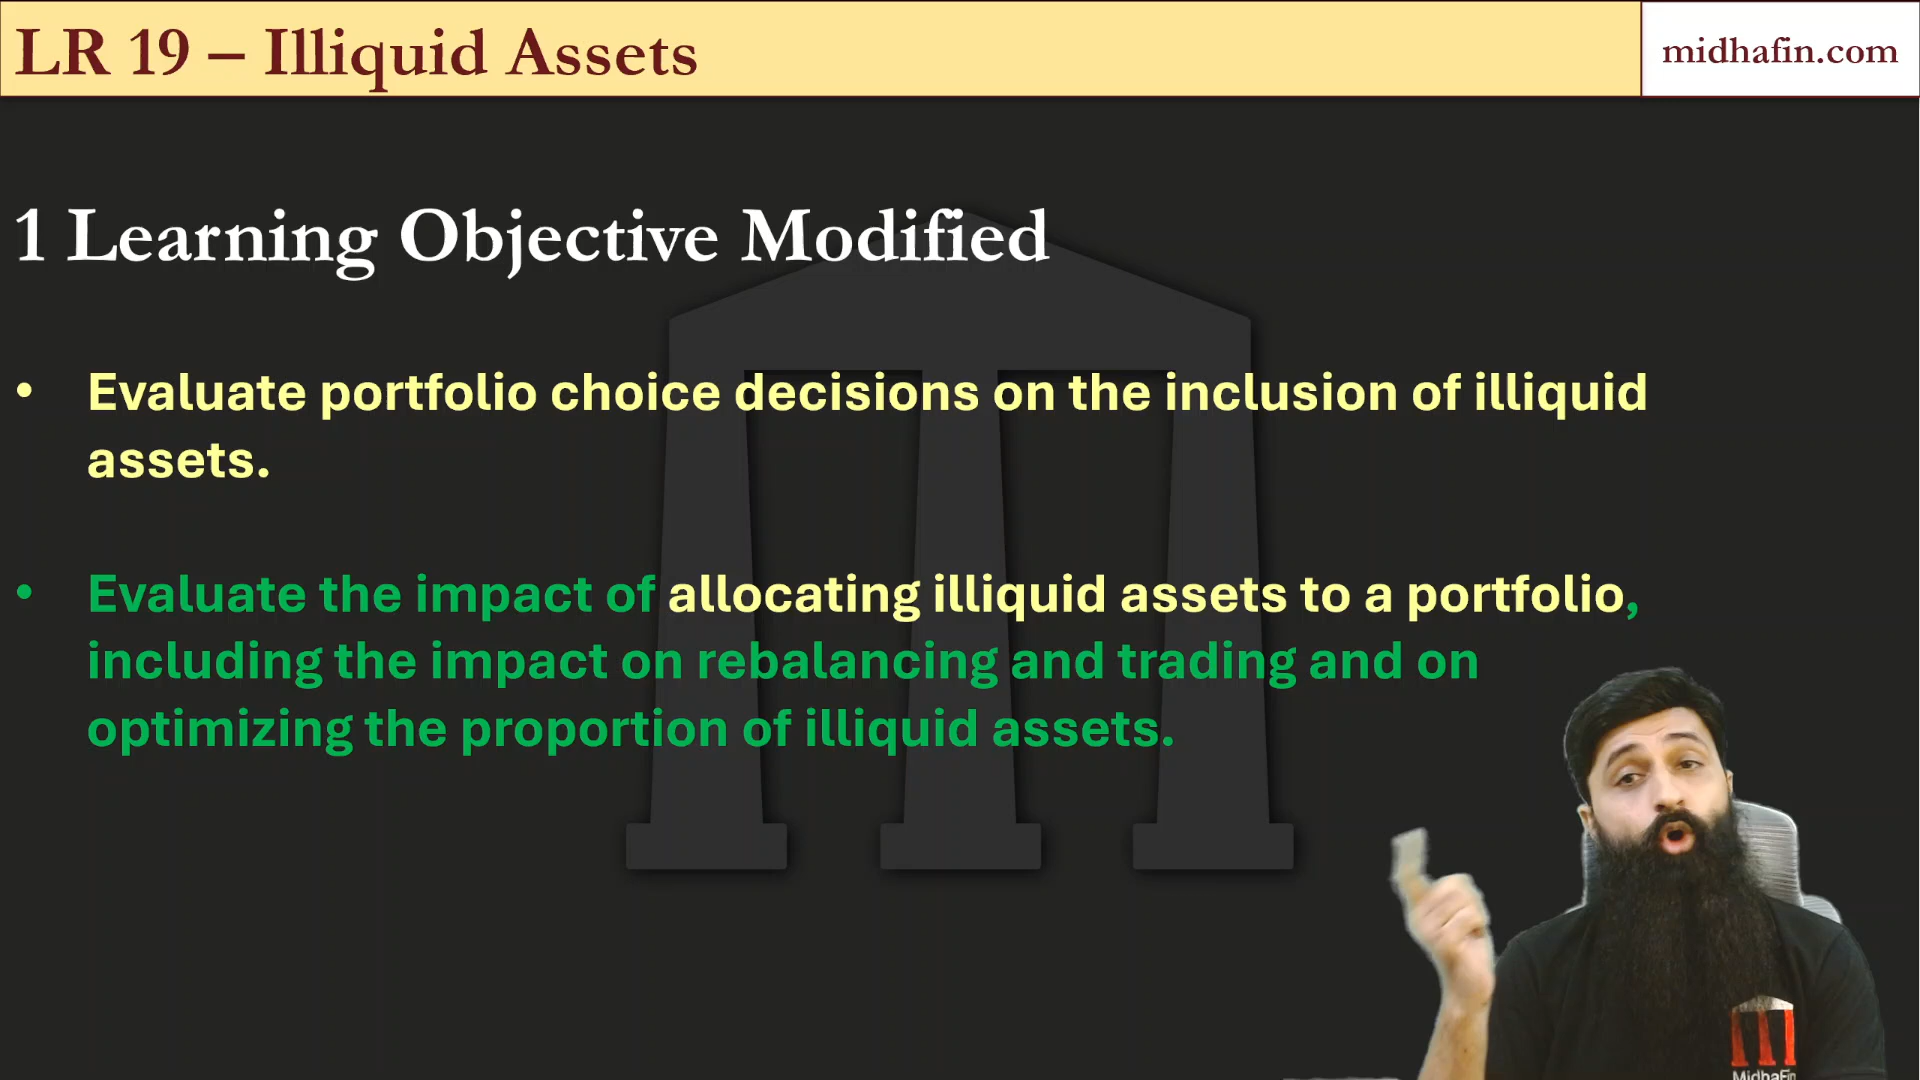 LR 19 – Illiquid Assets
midhafin.com
1 Learning Objective Modified
• Evaluate portfolio choice decisions on the inclusion of illiquid
assets.
• Evaluate the impact of allocating illiquid assets to a portfolio,
including the impact on rebalancing and trading and on
optimizing the proportion of illiquid assets.
MidhaFin